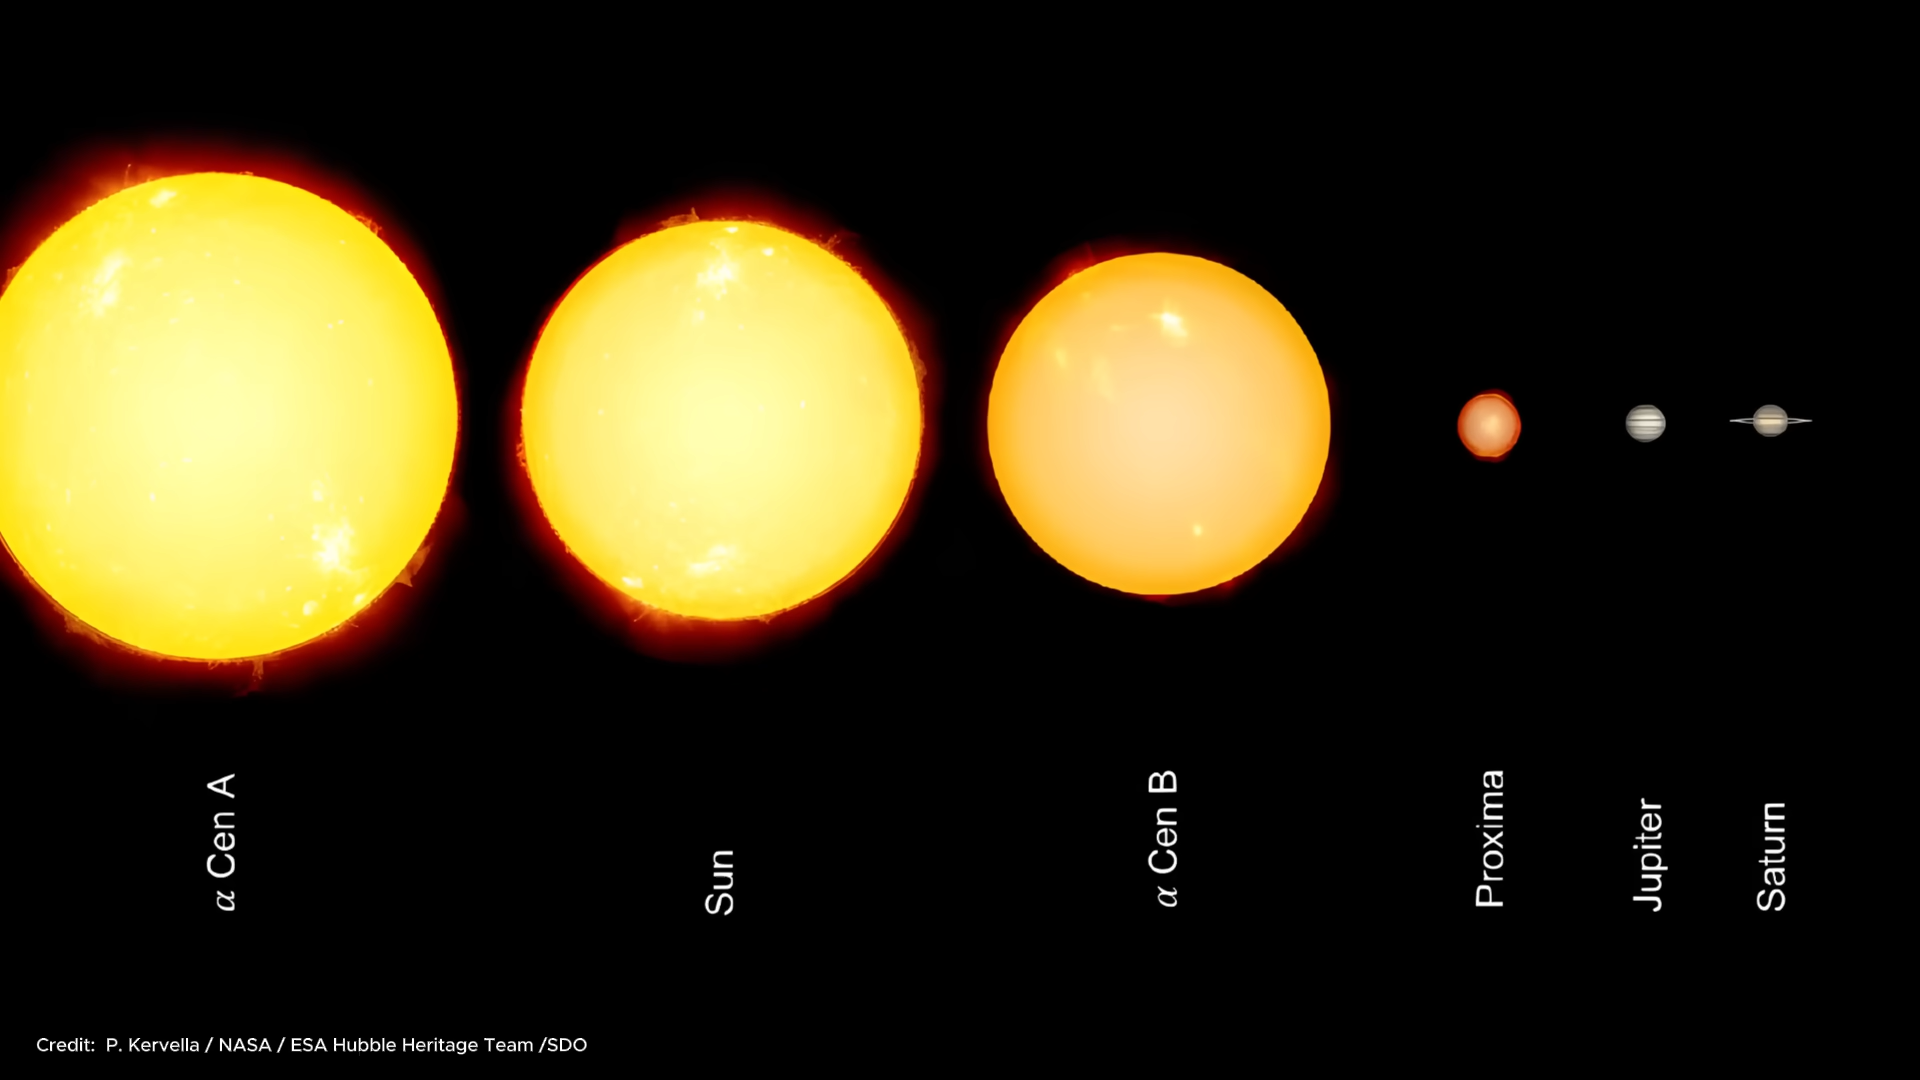 α Cen A
Sun
α Cen B
Proxima
Jupiter
Saturn
Credit: P. Kervella / NASA / ESA Hubble Heritage Team /SDO